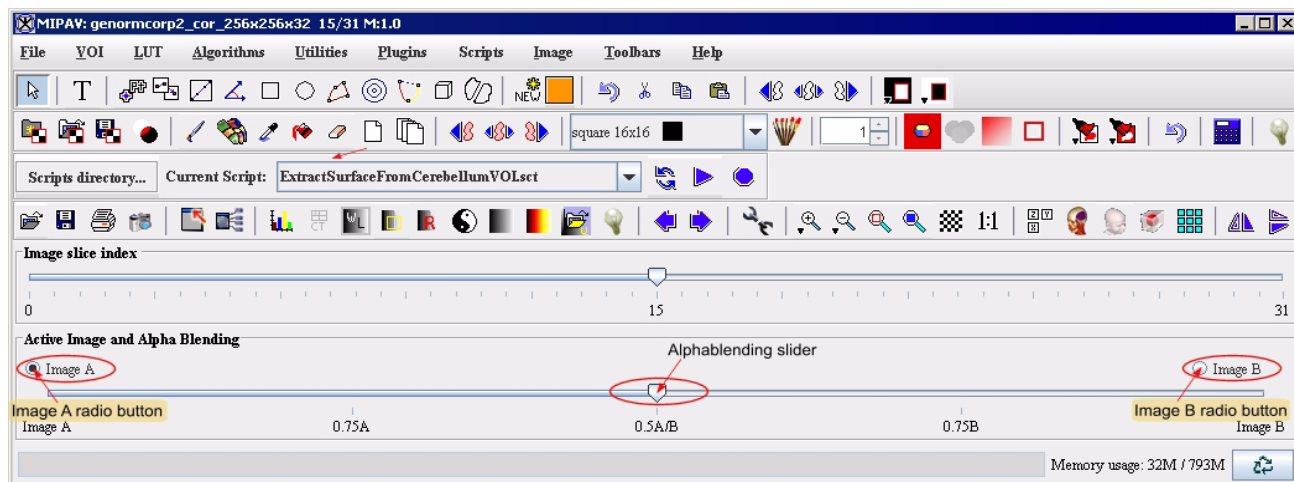 MIPAV: genormcorp2_cor_256x256x32 15/31 M:1.0
File VOI LUT Algorithms Utilities Plugins Scripts Image Toolbars Help
T NEW
square 16x16 1
Scripts directory... Current Script: ExtractSurfaceFromCerebellumVOI.sct
W L R 1:1 Z Y X
Image slice index
0 15 31
Active Image and Alpha Blending
Alphablending slider
Image A Image B
Image A radio button Image B radio button
Image A 0.75A 0.5A/B 0.75B Image B
Memory usage: 32M / 793M